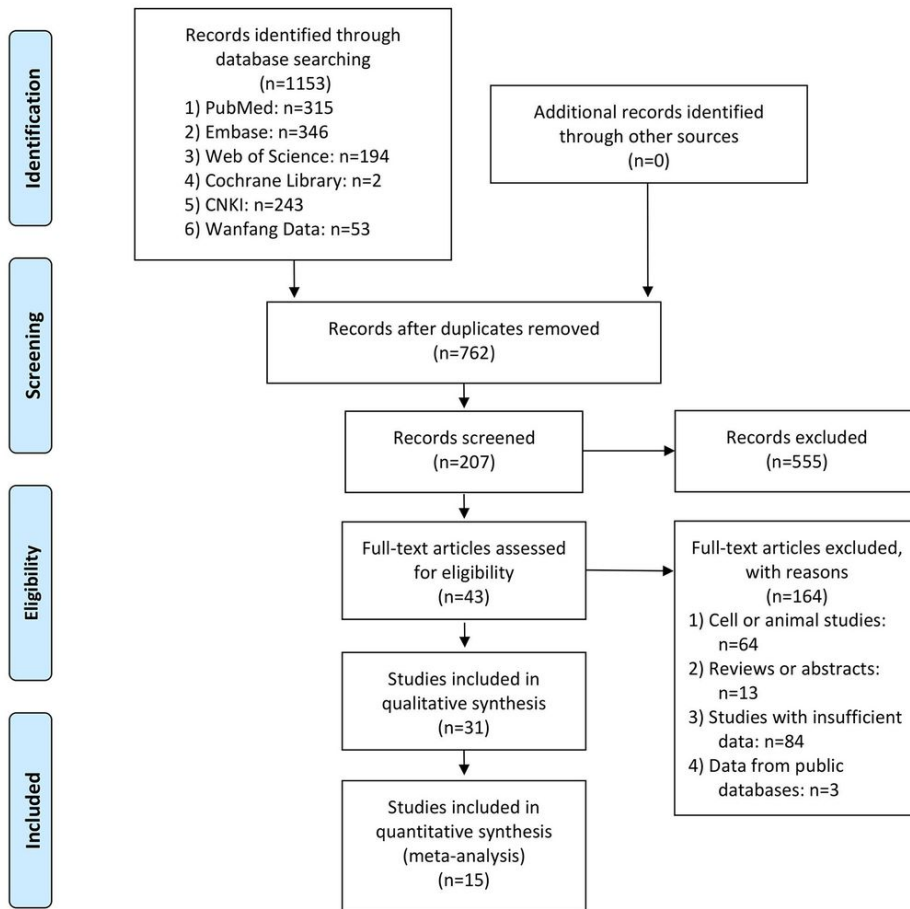 Identification
Records identified through
database searching
(n=1153)
1) PubMed: n=315
2) Embase: n=346
3) Web of Science: n=194
4) Cochrane Library: n=2
5) CNKI: n=243
6) Wanfang Data: n=53
Additional records identified
through other sources
(n=0)
Screening
Records after duplicates removed
(n=762)
Records screened
(n=207)
Records excluded
(n=555)
Eligibility
Full-text articles assessed
for eligibility
(n=43)
Full-text articles excluded,
with reasons
(n=164)
1) Cell or animal studies:
n=64
2) Reviews or abstracts:
n=13
3) Studies with insufficient
data: n=84
4) Data from public
databases: n=3
Studies included in
qualitative synthesis
(n=31)
Included
Studies included in
quantitative synthesis
(meta-analysis)
(n=15)